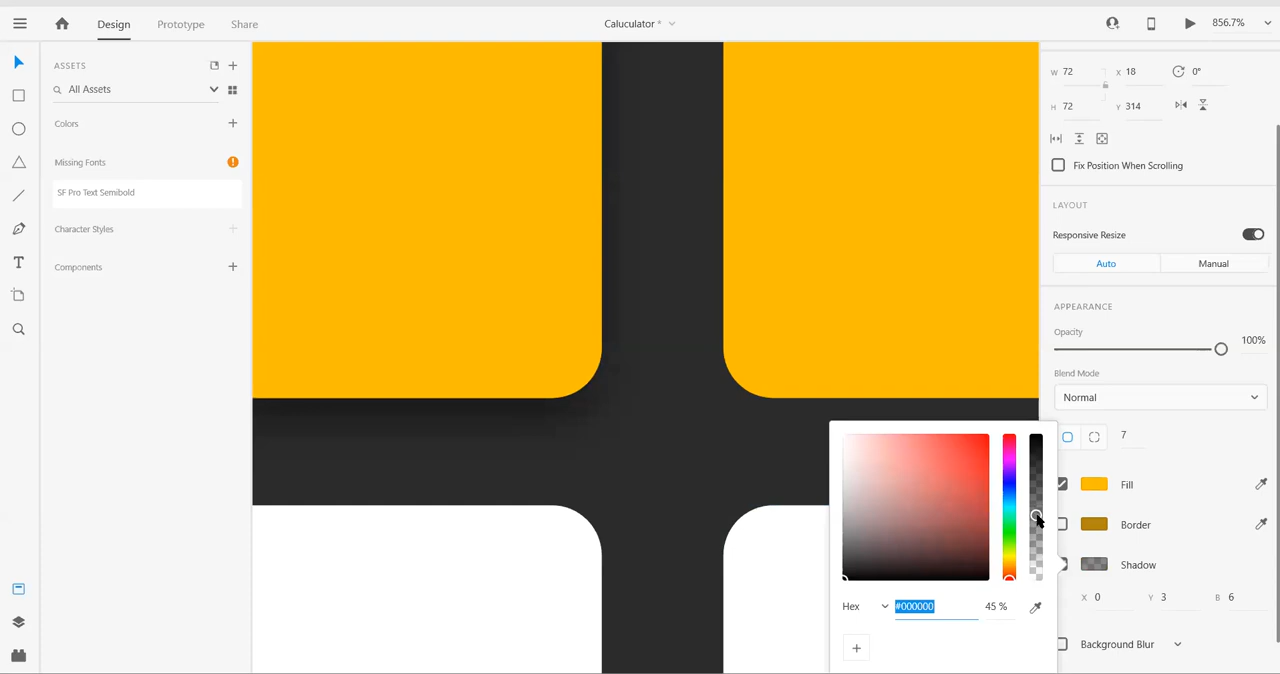 Design
Prototype
Share
Caluculator *
856.7%
ASSETS
All Assets
Colors
Missing Fonts
SF Pro Text Semibold
Character Styles
Components
W 72
X 18
0°
H 72
Y 314
Fix Position When Scrolling
LAYOUT
Responsive Resize
Auto
Manual
APPEARANCE
Opacity
100%
Blend Mode
Normal
7
Fill
Border
Shadow
X 0
Y 3
B 6
Background Blur
Hex
#000000
45 %